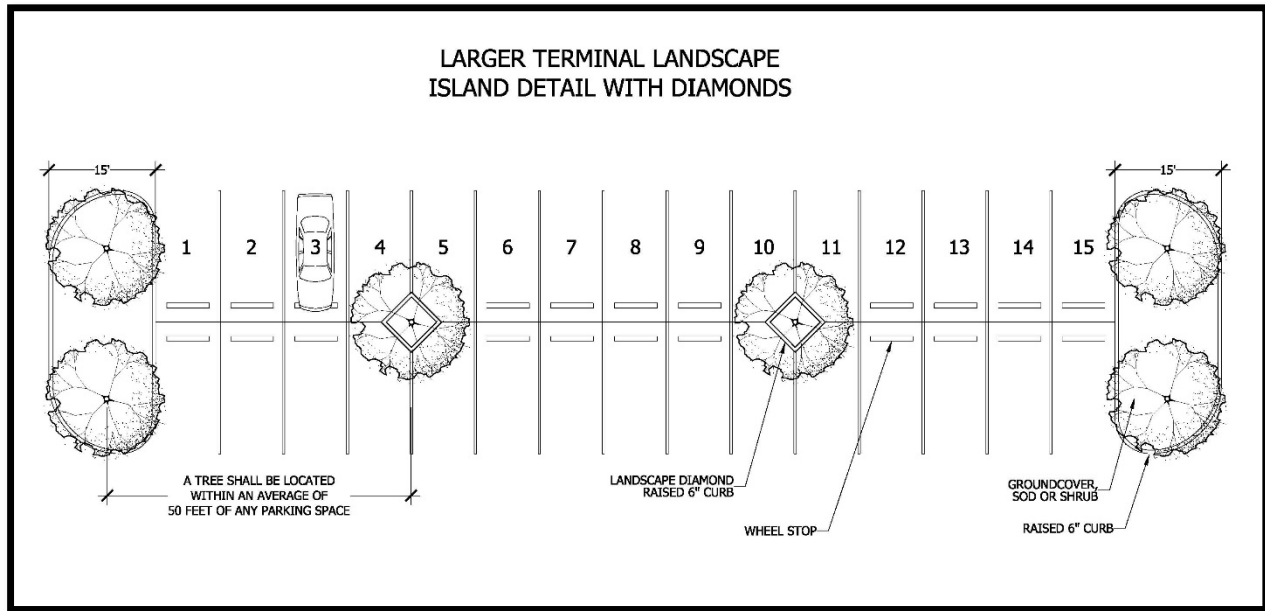 LARGER TERMINAL LANDSCAPE
ISLAND DETAIL WITH DIAMONDS
15'
15'
1 2 3 4 5 6 7 8 9 10 11 12 13 14 15
A TREE SHALL BE LOCATED
WITHIN AN AVERAGE OF
50 FEET OF ANY PARKING SPACE
LANDSCAPE DIAMOND
RAISED 6" CURB
WHEEL STOP
GROUNDCOVER,
SOD OR SHRUB
RAISED 6" CURB